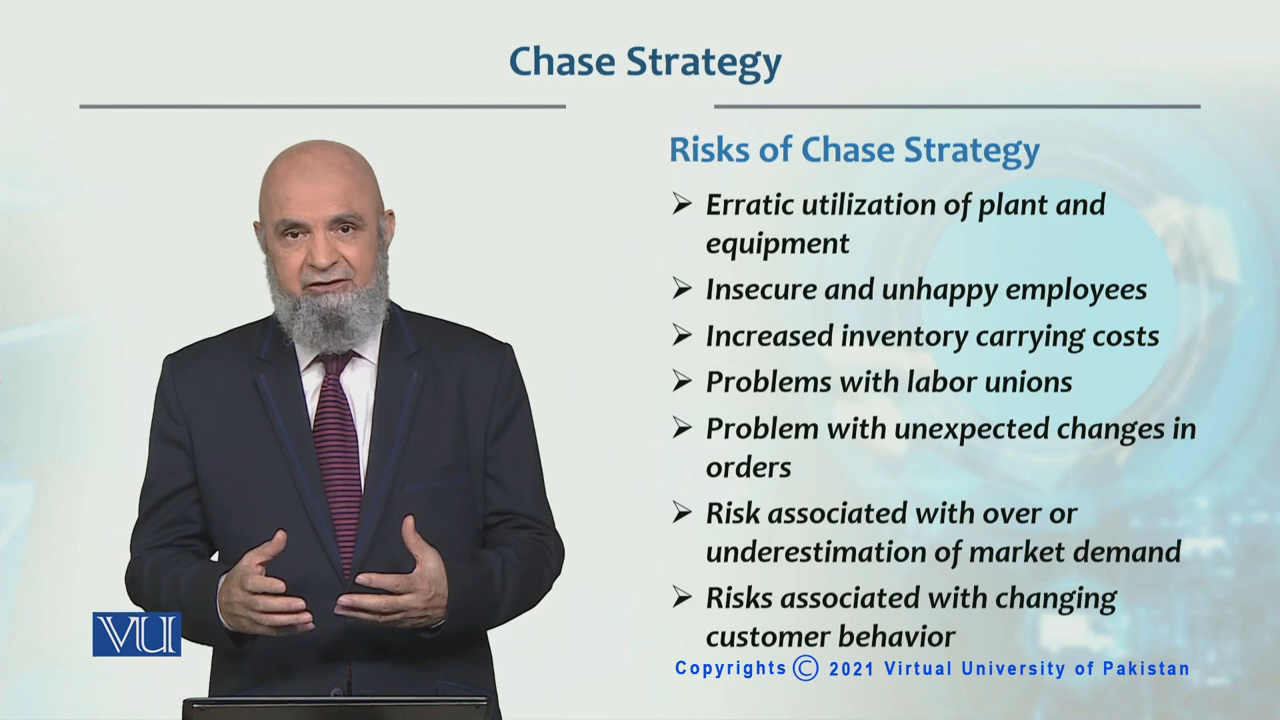 Chase Strategy
Risks of Chase Strategy
➢ Erratic utilization of plant and
equipment
➢ Insecure and unhappy employees
➢ Increased inventory carrying costs
➢ Problems with labor unions
➢ Problem with unexpected changes in
orders
➢ Risk associated with over or
underestimation of market demand
➢ Risks associated with changing
customer behavior
VU
Copyrights © 2021 Virtual University of Pakistan